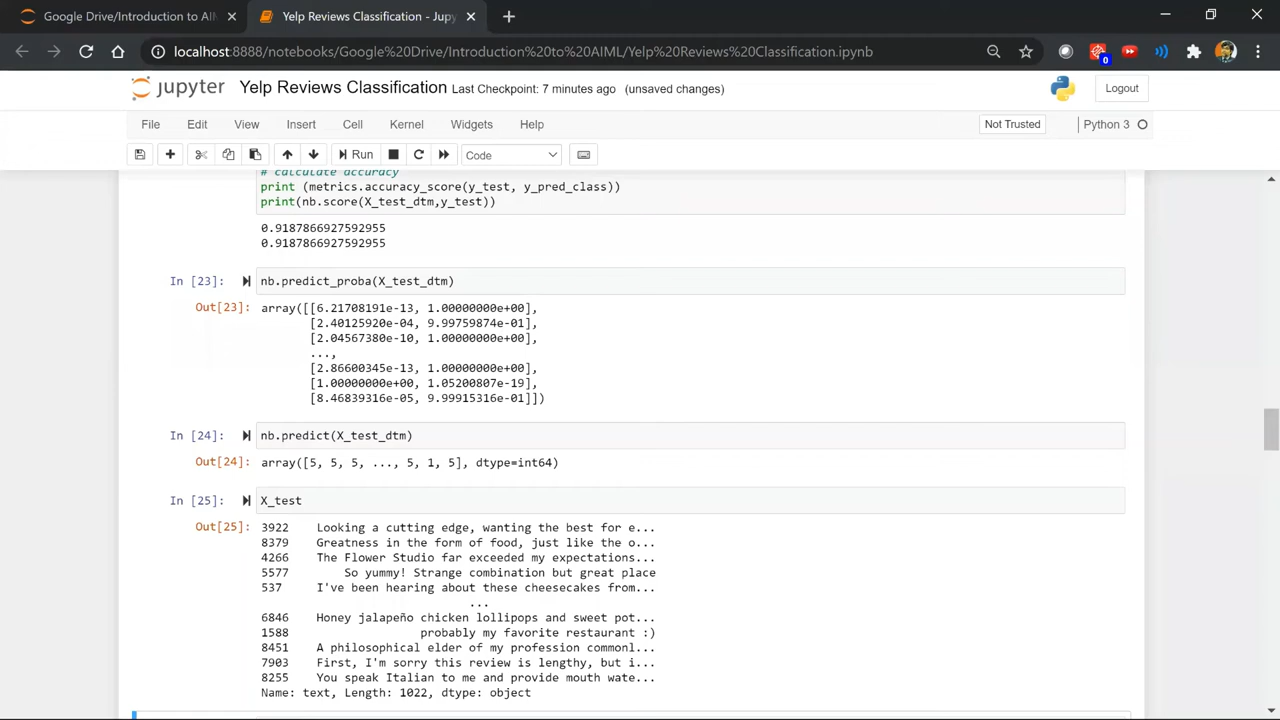 Google Drive/Introduction to AI
Yelp Reviews Classification - Jupy
localhost:8888/notebooks/Google%20Drive/Introduction%20to%20AIML/Yelp%20Reviews%20Classification.ipynb
0
jupyter Yelp Reviews Classification Last Checkpoint: 7 minutes ago (unsaved changes)
Logout
File Edit View Insert Cell Kernel Widgets Help
Not Trusted
Python 3
Run
Code
# calculate accuracy
print (metrics.accuracy_score(y_test, y_pred_class))
print(nb.score(X_test_dtm,y_test))
0.9187866927592955
0.9187866927592955
In [23]: nb.predict_proba(X_test_dtm)
Out[23]: array([[6.21708191e-13, 1.00000000e+00],
[2.40125920e-04, 9.99759874e-01],
[2.04567380e-10, 1.00000000e+00],
...,
[2.86600345e-13, 1.00000000e+00],
[1.00000000e+00, 1.05200807e-19],
[8.46839316e-05, 9.99915316e-01]])
In [24]: nb.predict(X_test_dtm)
Out[24]: array([5, 5, 5, ..., 5, 1, 5], dtype=int64)
In [25]: X_test
Out[25]: 3922 Looking a cutting edge, wanting the best for e...
8379 Greatness in the form of food, just like the o...
4266 The Flower Studio far exceeded my expectations...
5577 So yummy! Strange combination but great place
537 I've been hearing about these cheesecakes from...
...
6846 Honey jalapeño chicken lollipops and sweet pot...
1588 probably my favorite restaurant :)
8451 A philosophical elder of my profession commonl...
7903 First, I'm sorry this review is lengthy, but i...
8255 You speak Italian to me and provide mouth wate...
Name: text, Length: 1022, dtype: object